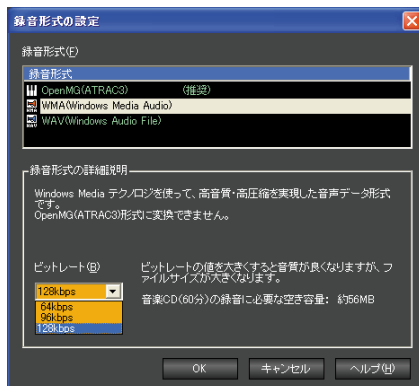 録音形式の設定
録音形式(F)
録音形式
OpenMG(ATRAC3) (推奨)
WMA(Windows Media Audio)
WAV(Windows Audio File)
録音形式の詳細説明
Windows Media テクノロジを使って、高音質・高圧縮を実現した音声データ形式
です。
OpenMG(ATRAC3)形式に変換できません。
ビットレート(B)
128kbps
64kbps
96kbps
128kbps
ビットレートの値を大きくすると音質が良くなりますが、フ
ァイルサイズが大きくなります。
音楽CD(60分)の録音に必要な空き容量: 約56MB
OK キャンセル ヘルプ(H)